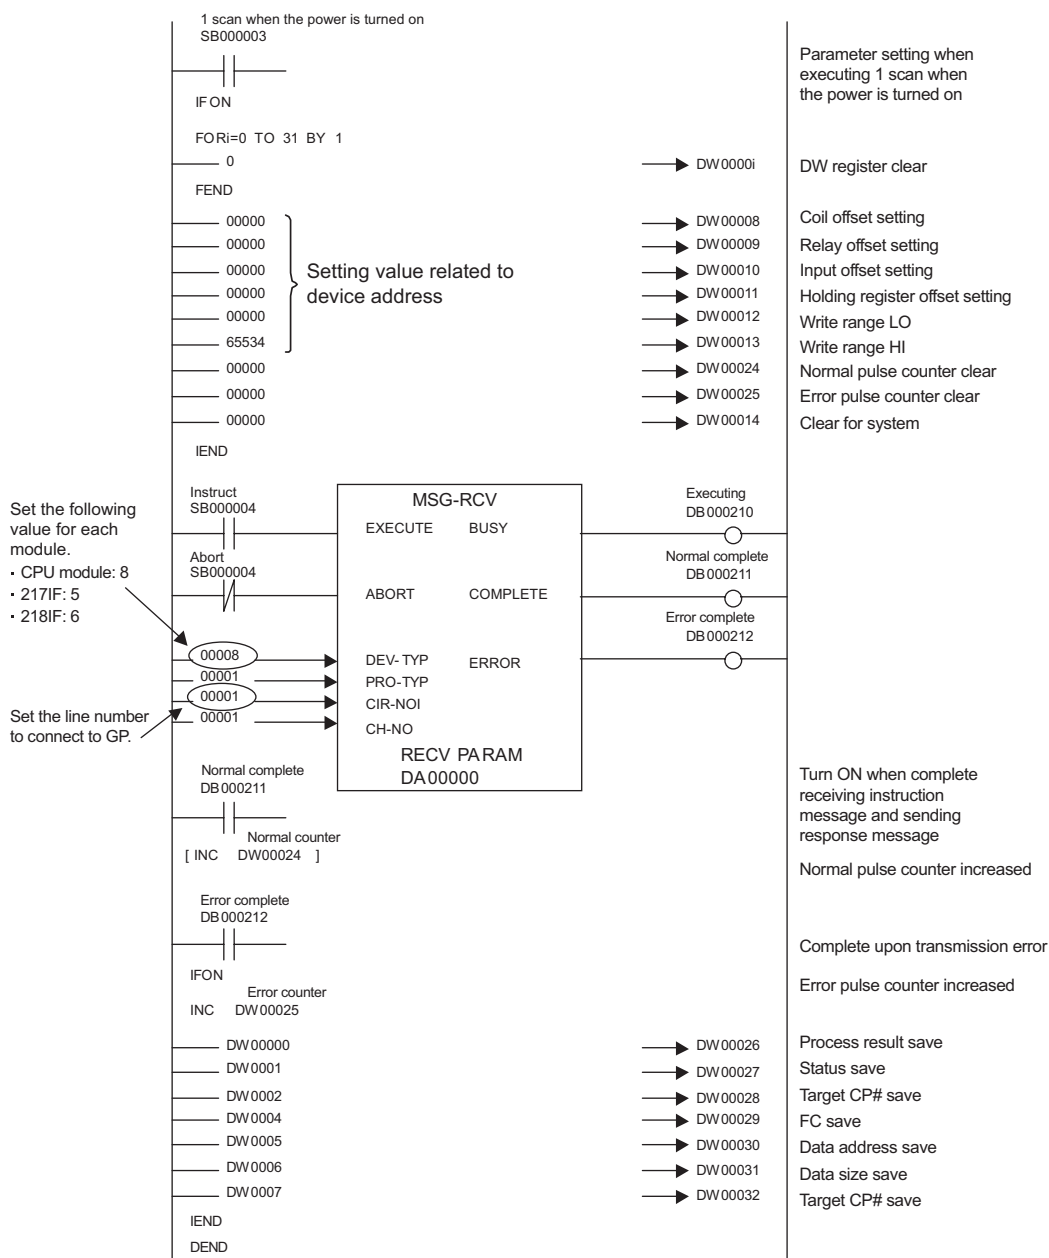 1 scan when the power is turned on
SB000003
Parameter setting when
executing 1 scan when
the power is turned on
IFON
FORi=0 TO 31 BY 1
0 DW0000i DW register clear
FEND
00000 DW00008 Coil offset setting
00000 DW00009 Relay offset setting
00000 DW00010 Input offset setting
00000 DW00011 Holding register offset setting
00000 DW00012 Write range LO
65534 DW00013 Write range HI
Setting value related to
device address
00000 DW00024 Normal pulse counter clear
00000 DW00025 Error pulse counter clear
00000 DW00014 Clear for system
IEND
Set the following
value for each
module.
· CPU module: 8
· 217IF: 5
· 218IF: 6
Set the line number
to connect to GP.
Instruct
SB000004
Abort
SB000004
00008
00001
00001
00001
MSG-RCV
EXECUTE BUSY
ABORT COMPLETE
DEV-TYP ERROR
PRO-TYP
CIR-NOI
CH-NO
RECV PARAM
DA00000
Executing
DB000210
Normal complete
DB000211
Error complete
DB000212
Normal complete
DB000211
Turn ON when complete
receiving instruction
message and sending
response message
Normal counter
[ INC DW00024 ]
Normal pulse counter increased
Error complete
DB000212
Complete upon transmission error
IFON
Error counter
INC DW00025
Error pulse counter increased
DW00000 DW00026 Process result save
DW0001 DW00027 Status save
DW0002 DW00028 Target CP# save
DW0004 DW00029 FC save
DW0005 DW00030 Data address save
DW0006 DW00031 Data size save
DW0007 DW00032 Target CP# save
IEND
DEND